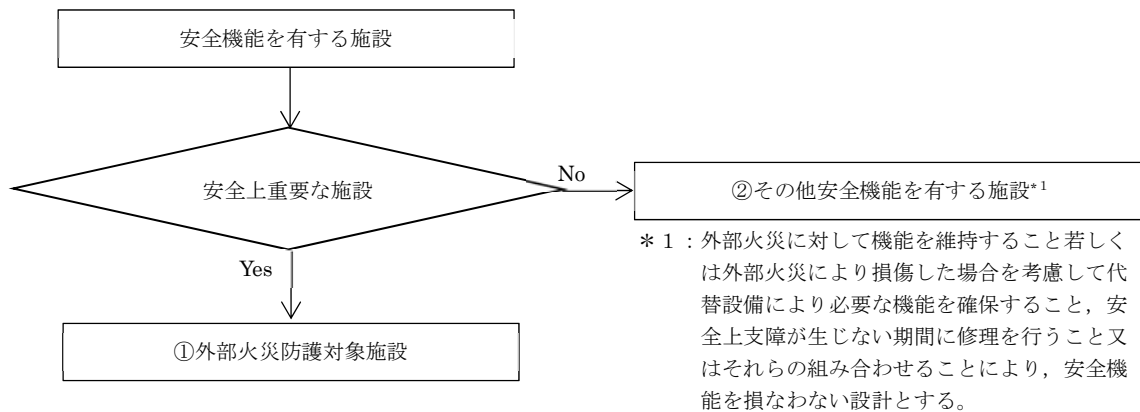 安全機能を有する施設
安全上重要な施設
No
②その他安全機能を有する施設*1
*1:外部火災に対して機能を維持すること若しく
は外部火災により損傷した場合を考慮して代
替設備により必要な機能を確保すること,安
全上支障が生じない期間に修理を行うこと又
はそれらの組み合わせることにより,安全機
能を損なわない設計とする。
Yes
①外部火災防護対象施設